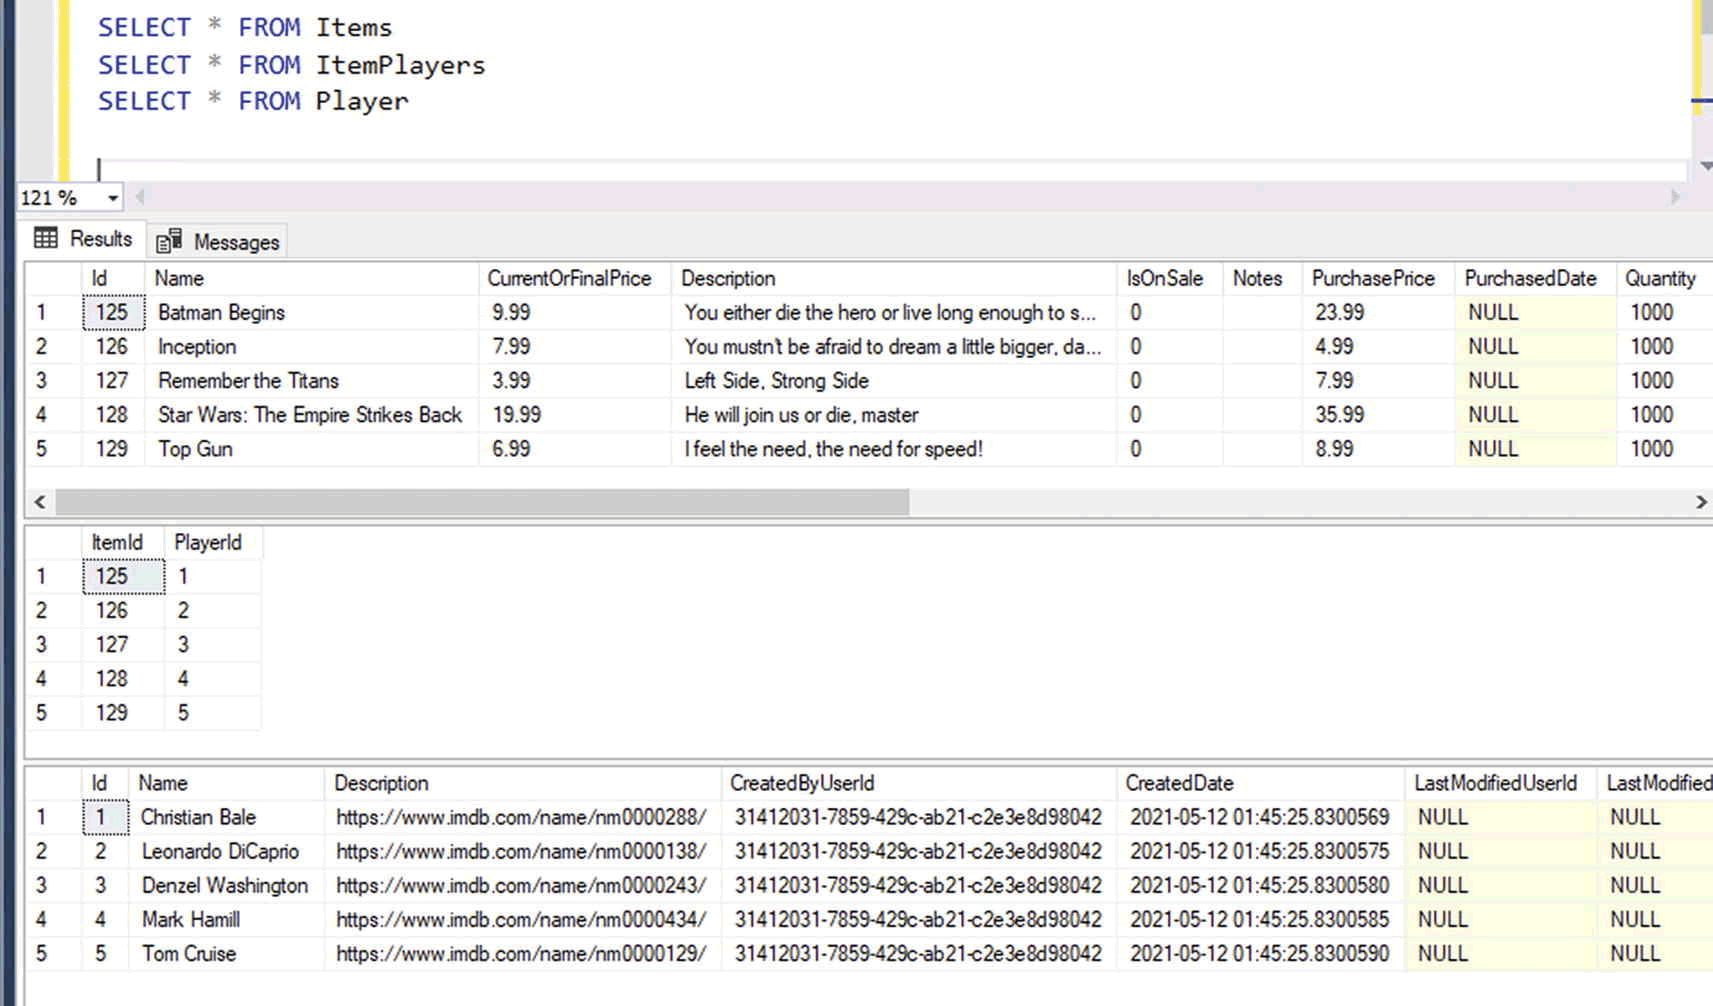 SELECT * FROM Items
SELECT * FROM ItemPlayers
SELECT * FROM Player
121 %
Results Messages
Id Name CurrentOrFinalPrice Description IsOnSale Notes PurchasePrice PurchasedDate Quantity
1 125 Batman Begins 9.99 You either die the hero or live long enough to s... 0 23.99 NULL 1000
2 126 Inception 7.99 You mustn't be afraid to dream a little bigger, da... 0 4.99 NULL 1000
3 127 Remember the Titans 3.99 Left Side, Strong Side 0 7.99 NULL 1000
4 128 Star Wars: The Empire Strikes Back 19.99 He will join us or die, master 0 35.99 NULL 1000
5 129 Top Gun 6.99 I feel the need, the need for speed! 0 8.99 NULL 1000
ItemId PlayerId
1 125 1
2 126 2
3 127 3
4 128 4
5 129 5
Id Name Description CreatedByUserId CreatedDate LastModifiedUserId LastModified
1 1 Christian Bale https://www.imdb.com/name/nm0000288/ 31412031-7859-429c-ab21-c2e3e8d98042 2021-05-12 01:45:25.8300569 NULL NULL
2 2 Leonardo DiCaprio https://www.imdb.com/name/nm0000138/ 31412031-7859-429c-ab21-c2e3e8d98042 2021-05-12 01:45:25.8300575 NULL NULL
3 3 Denzel Washington https://www.imdb.com/name/nm0000243/ 31412031-7859-429c-ab21-c2e3e8d98042 2021-05-12 01:45:25.8300580 NULL NULL
4 4 Mark Hamill https://www.imdb.com/name/nm0000434/ 31412031-7859-429c-ab21-c2e3e8d98042 2021-05-12 01:45:25.8300585 NULL NULL
5 5 Tom Cruise https://www.imdb.com/name/nm0000129/ 31412031-7859-429c-ab21-c2e3e8d98042 2021-05-12 01:45:25.8300590 NULL NULL